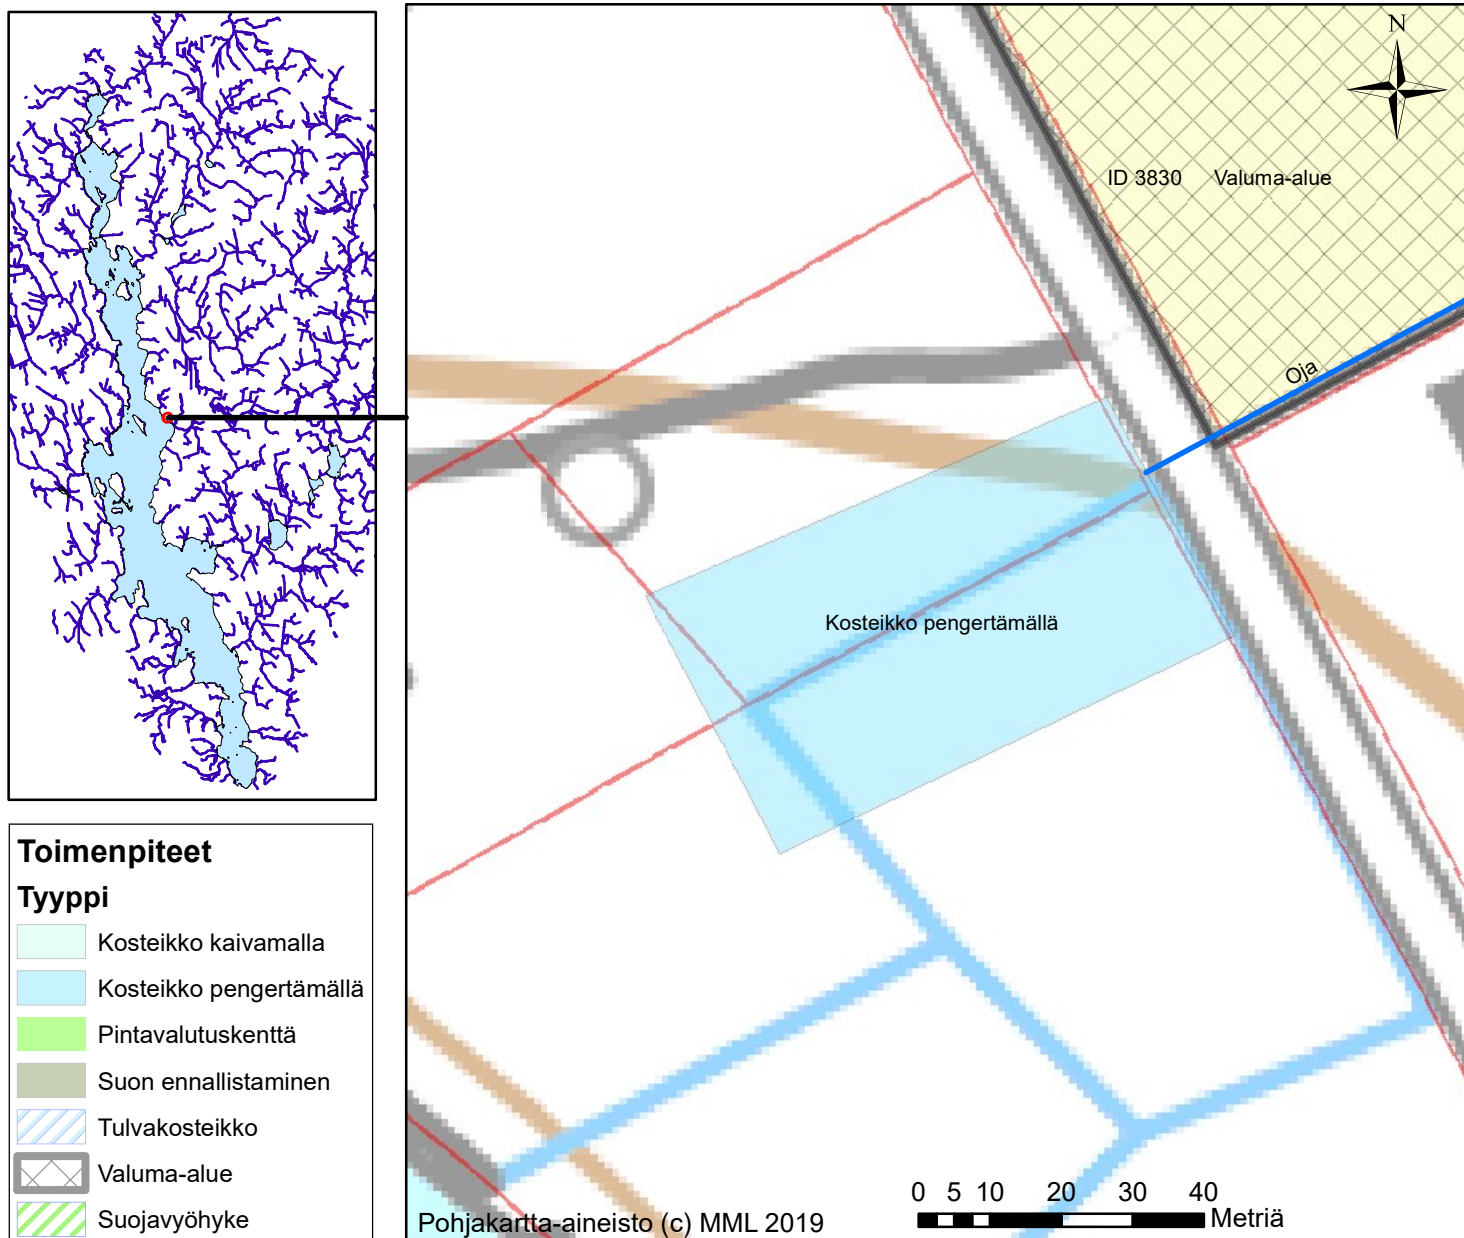 N
ID 3830 Valuma-alue
Oja
Kosteikko pengertämällä
Toimenpiteet
Tyyppi
Kosteikko kaivamalla
Kosteikko pengertämällä
Pintavalutuskenttä
Suon ennallistaminen
Tulvakosteikko
Valuma-alue
Suojavyöhyke
0 5 10 20 30 40
Metriä
Pohjakartta-aineisto (c) MML 2019